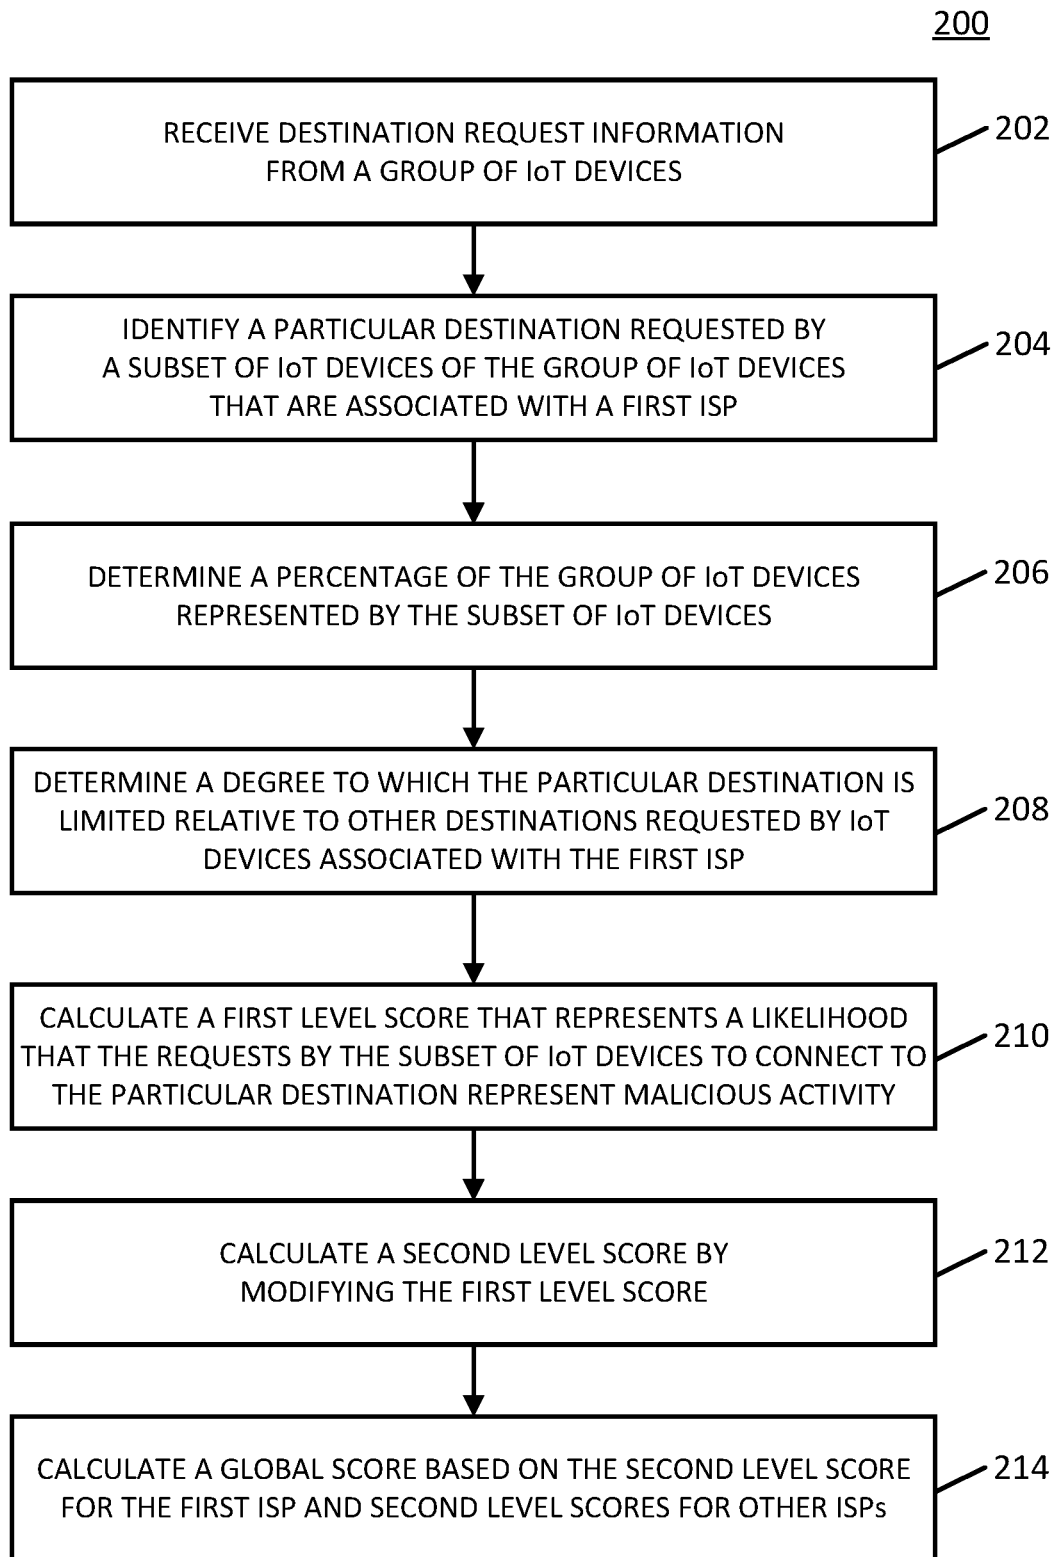 200
RECEIVE DESTINATION REQUEST INFORMATION
FROM A GROUP OF IoT DEVICES
202
IDENTIFY A PARTICULAR DESTINATION REQUESTED BY
A SUBSET OF IoT DEVICES OF THE GROUP OF IoT DEVICES
THAT ARE ASSOCIATED WITH A FIRST ISP
204
DETERMINE A PERCENTAGE OF THE GROUP OF IoT DEVICES
REPRESENTED BY THE SUBSET OF IoT DEVICES
206
DETERMINE A DEGREE TO WHICH THE PARTICULAR DESTINATION IS
LIMITED RELATIVE TO OTHER DESTINATIONS REQUESTED BY IoT
DEVICES ASSOCIATED WITH THE FIRST ISP
208
CALCULATE A FIRST LEVEL SCORE THAT REPRESENTS A LIKELIHOOD
THAT THE REQUESTS BY THE SUBSET OF IoT DEVICES TO CONNECT TO
THE PARTICULAR DESTINATION REPRESENT MALICIOUS ACTIVITY
210
CALCULATE A SECOND LEVEL SCORE BY
MODIFYING THE FIRST LEVEL SCORE
212
CALCULATE A GLOBAL SCORE BASED ON THE SECOND LEVEL SCORE
FOR THE FIRST ISP AND SECOND LEVEL SCORES FOR OTHER ISPs
214